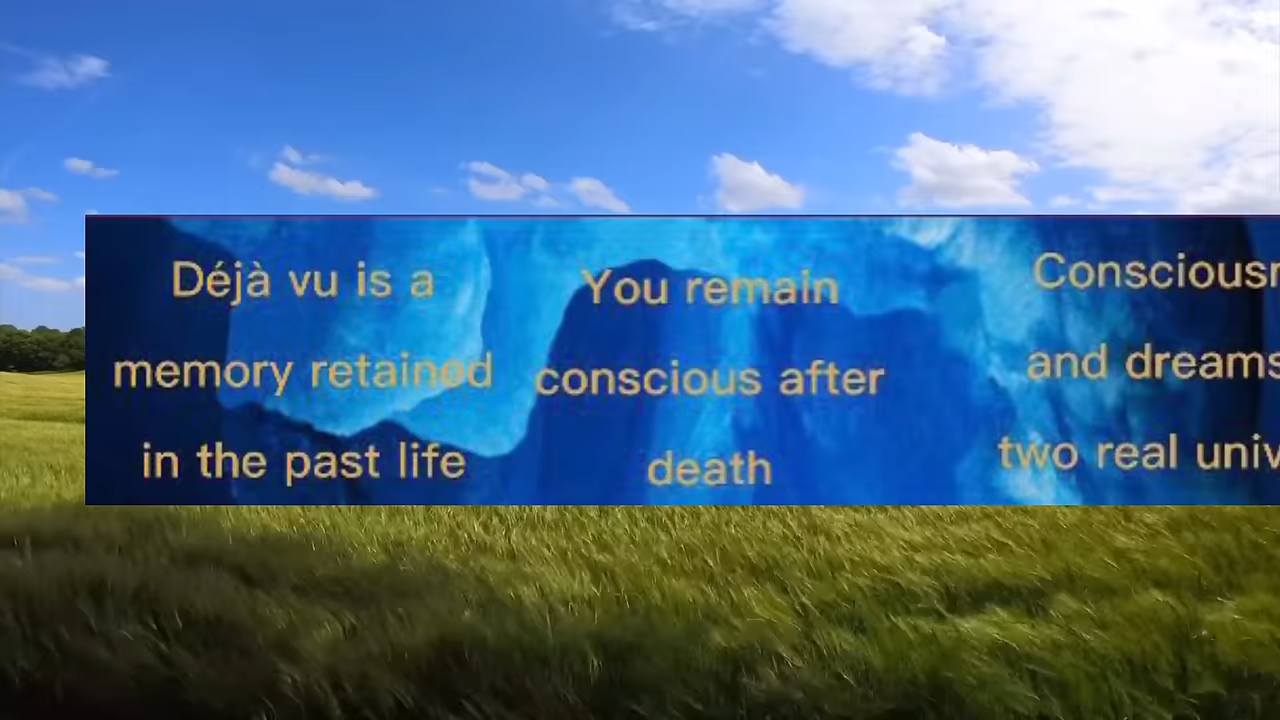 Déjà vu is a
memory retained
in the past life
You remain
conscious after
death
and dreams
two real